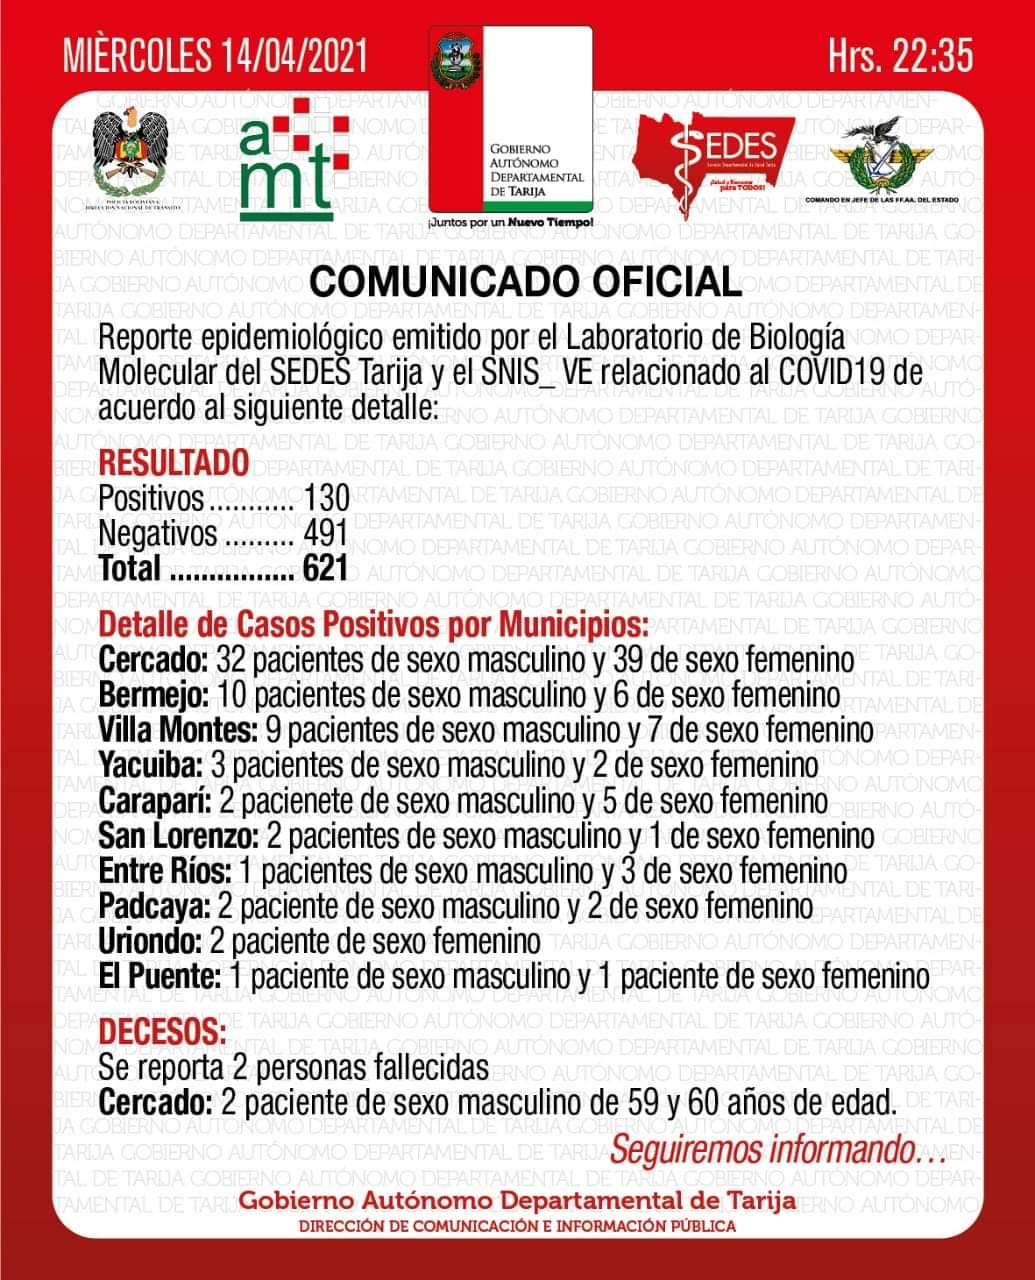 MIÈRCOLES 14/04/2021
Hrs. 22:35
POLICÍA BOLIVIANA
DIRECCIÓN NACIONAL DE TRÁNSITO
amt
GOBIERNO
AUTÓNOMO
DEPARTAMENTAL
DE TARIJA
¡Juntos por un Nuevo Tiempo!
SEDES
Servicio Departamental de Salud Tarija
¡Salud y Bienestar
para TODOS!
COMANDO EN JEFE DE LAS FF.AA. DEL ESTADO
COMUNICADO OFICIAL
Reporte epidemiológico emitido por el Laboratorio de Biología
Molecular del SEDES Tarija y el SNIS_ VE relacionado al COVID19 de
acuerdo al siguiente detalle:
RESULTADO
Positivos ........... 130
Negativos ......... 491
Total ................. 621
Detalle de Casos Positivos por Municipios:
Cercado: 32 pacientes de sexo masculino y 39 de sexo femenino
Bermejo: 10 pacientes de sexo masculino y 6 de sexo femenino
Villa Montes: 9 pacientes de sexo masculino y 7 de sexo femenino
Yacuiba: 3 pacientes de sexo masculino y 2 de sexo femenino
Caraparí: 2 pacienete de sexo masculino y 5 de sexo femenino
San Lorenzo: 2 pacientes de sexo masculino y 1 de sexo femenino
Entre Ríos: 1 pacientes de sexo masculino y 3 de sexo femenino
Padcaya: 2 paciente de sexo masculino y 2 de sexo femenino
Uriondo: 2 paciente de sexo femenino
El Puente: 1 paciente de sexo masculino y 1 paciente de sexo femenino
DECESOS:
Se reporta 2 personas fallecidas
Cercado: 2 paciente de sexo masculino de 59 y 60 años de edad.
Seguiremos informando...
Gobierno Autónomo Departamental de Tarija
DIRECCIÓN DE COMUNICACIÓN E INFORMACIÓN PÚBLICA